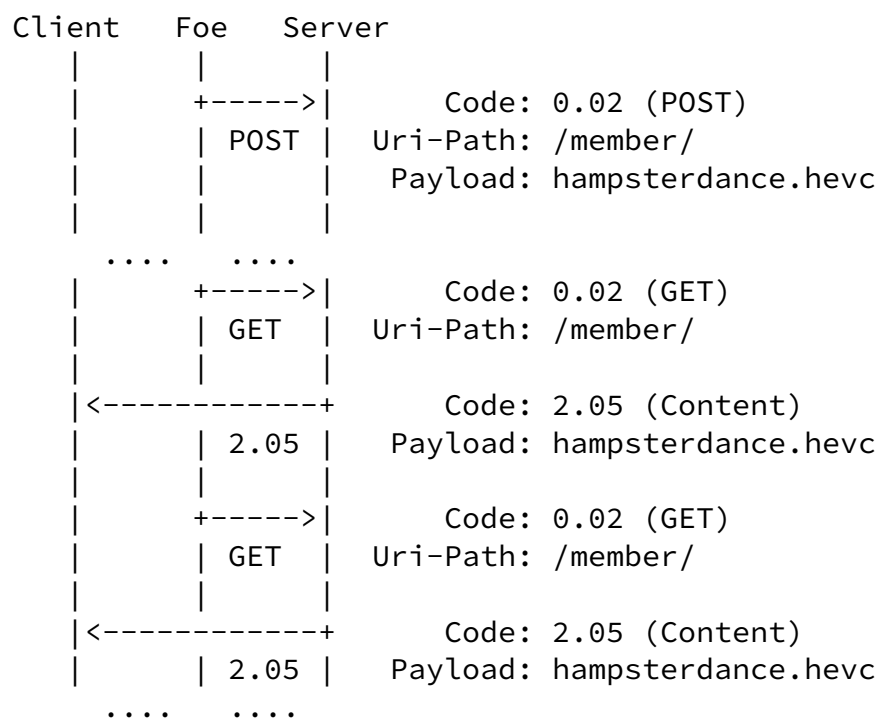 Client Foe Server
Code: 0.02 (POST)
POST Uri-Path: /member/
Payload: hampsterdance.hevc
.... ....
Code: 0.02 (GET)
GET Uri-Path: /member/
Code: 2.05 (Content)
2.05 Payload: hampsterdance.hevc
Code: 0.02 (GET)
GET Uri-Path: /member/
Code: 2.05 (Content)
2.05 Payload: hampsterdance.hevc
.... ....